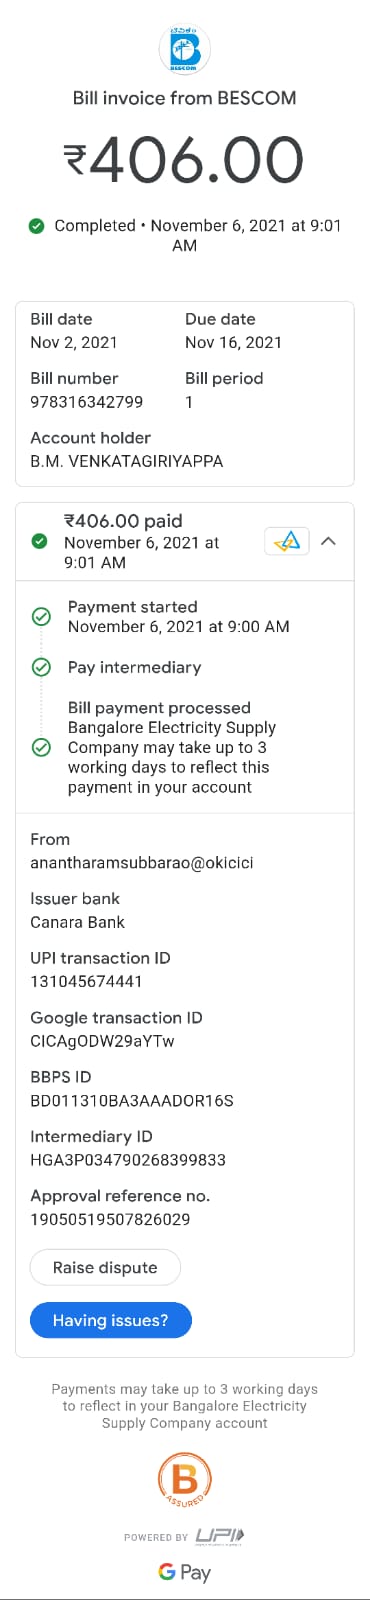 ಬೆವಿಕಂ
BESCOM
Bill invoice from BESCOM
₹406.00
Completed • November 6, 2021 at 9:01
AM
Bill date Due date
Nov 2, 2021 Nov 16, 2021
Bill number Bill period
978316342799 1
Account holder
B.M. VENKATAGIRIYAPPA
₹406.00 paid
November 6, 2021 at
9:01 AM
Payment started
November 6, 2021 at 9:00 AM
Pay intermediary
Bill payment processed
Bangalore Electricity Supply
Company may take up to 3
working days to reflect this
payment in your account
From
anantharamsubbarao@okicici
Issuer bank
Canara Bank
UPI transaction ID
131045674441
Google transaction ID
CICAgODW29aYTw
BBPS ID
BD011310BA3AAADOR16S
Intermediary ID
HGA3P034790268399833
Approval reference no.
19050519507826029
Raise dispute
Having issues?
Payments may take up to 3 working days
to reflect in your Bangalore Electricity
Supply Company account
B
ASSURED
POWERED BY UPI
G Pay